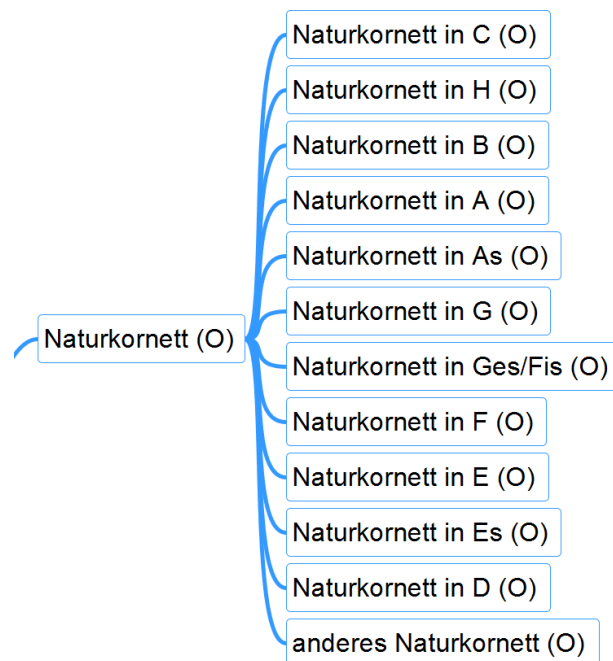 Naturkornett (O)
Naturkornett in C (O)
Naturkornett in H (O)
Naturkornett in B (O)
Naturkornett in A (O)
Naturkornett in As (O)
Naturkornett in G (O)
Naturkornett in Ges/Fis (O)
Naturkornett in F (O)
Naturkornett in E (O)
Naturkornett in Es (O)
Naturkornett in D (O)
anderes Naturkornett (O)